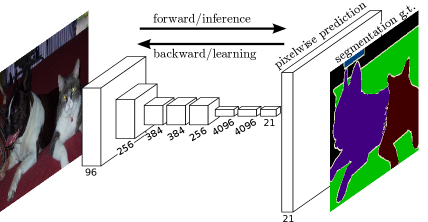 forward/inference
backward/learning
pixelwise prediction
segmentation g.t.
96
256
384
384
256
4096
4096
21
21